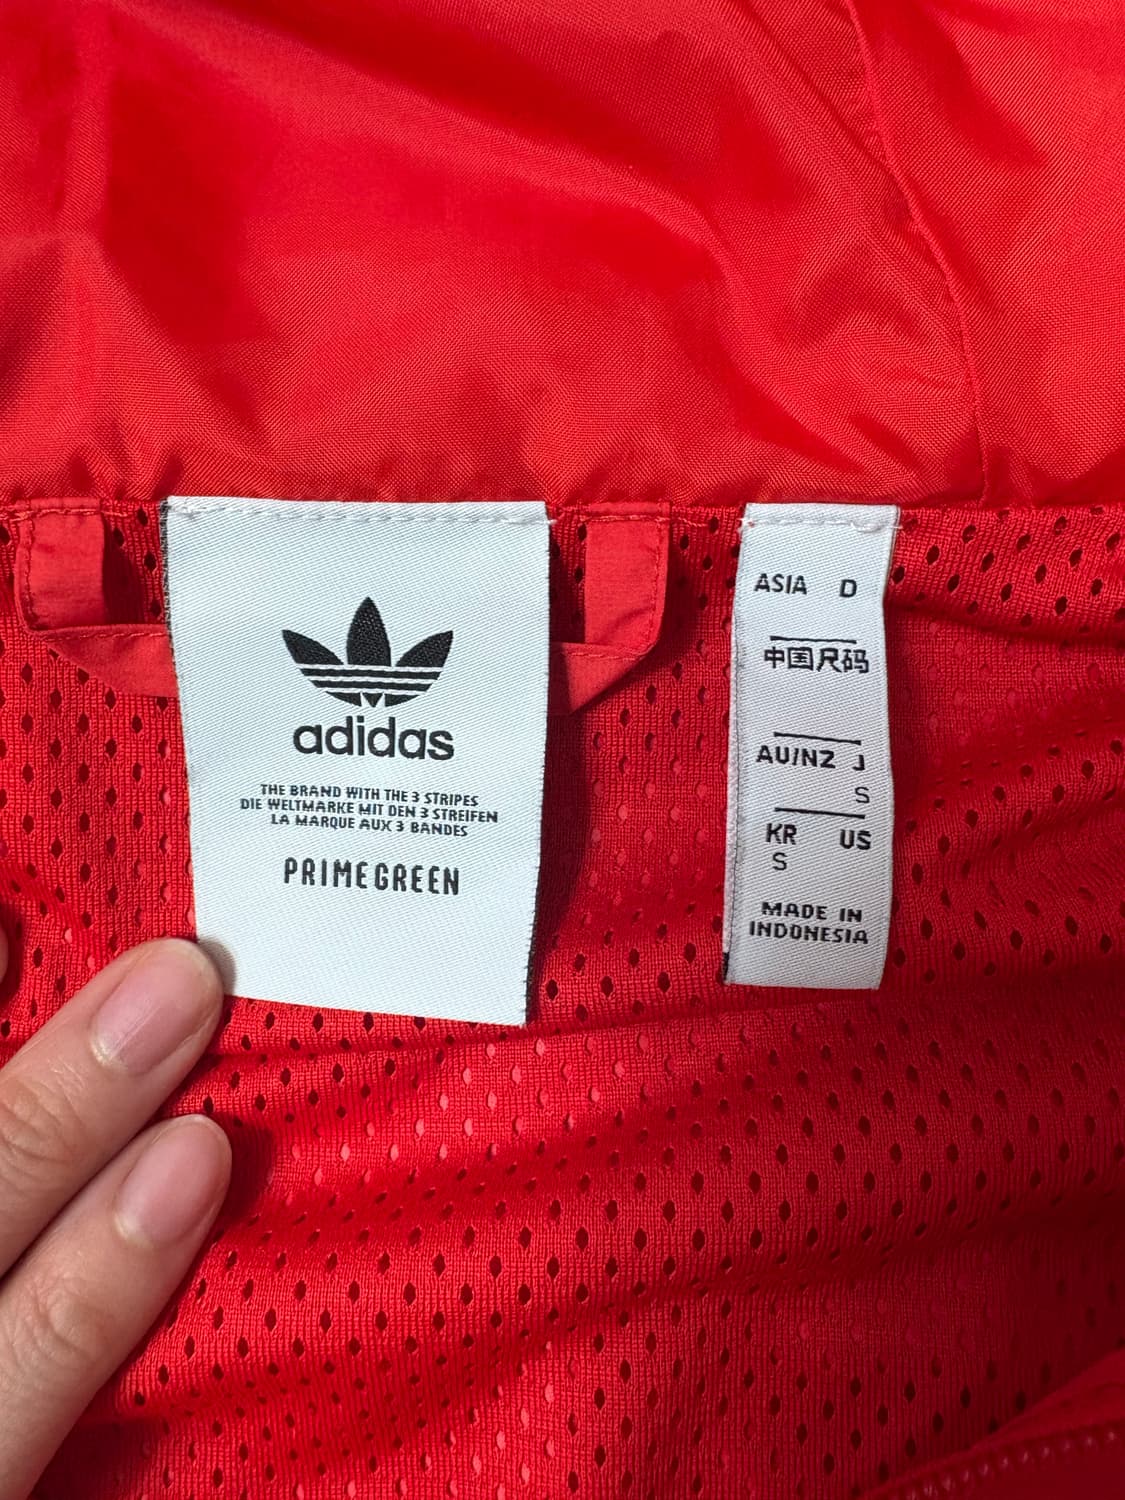 adidas
THE BRAND WITH THE 3 STRIPES
DIE WELTMARKE MIT DEN 3 STREIFEN
LA MARQUE AUX 3 BANDES
PRIMEGREEN
ASIA D
中国尺码
AU/NZ J
S
KR US
S
MADE IN
INDONESIA